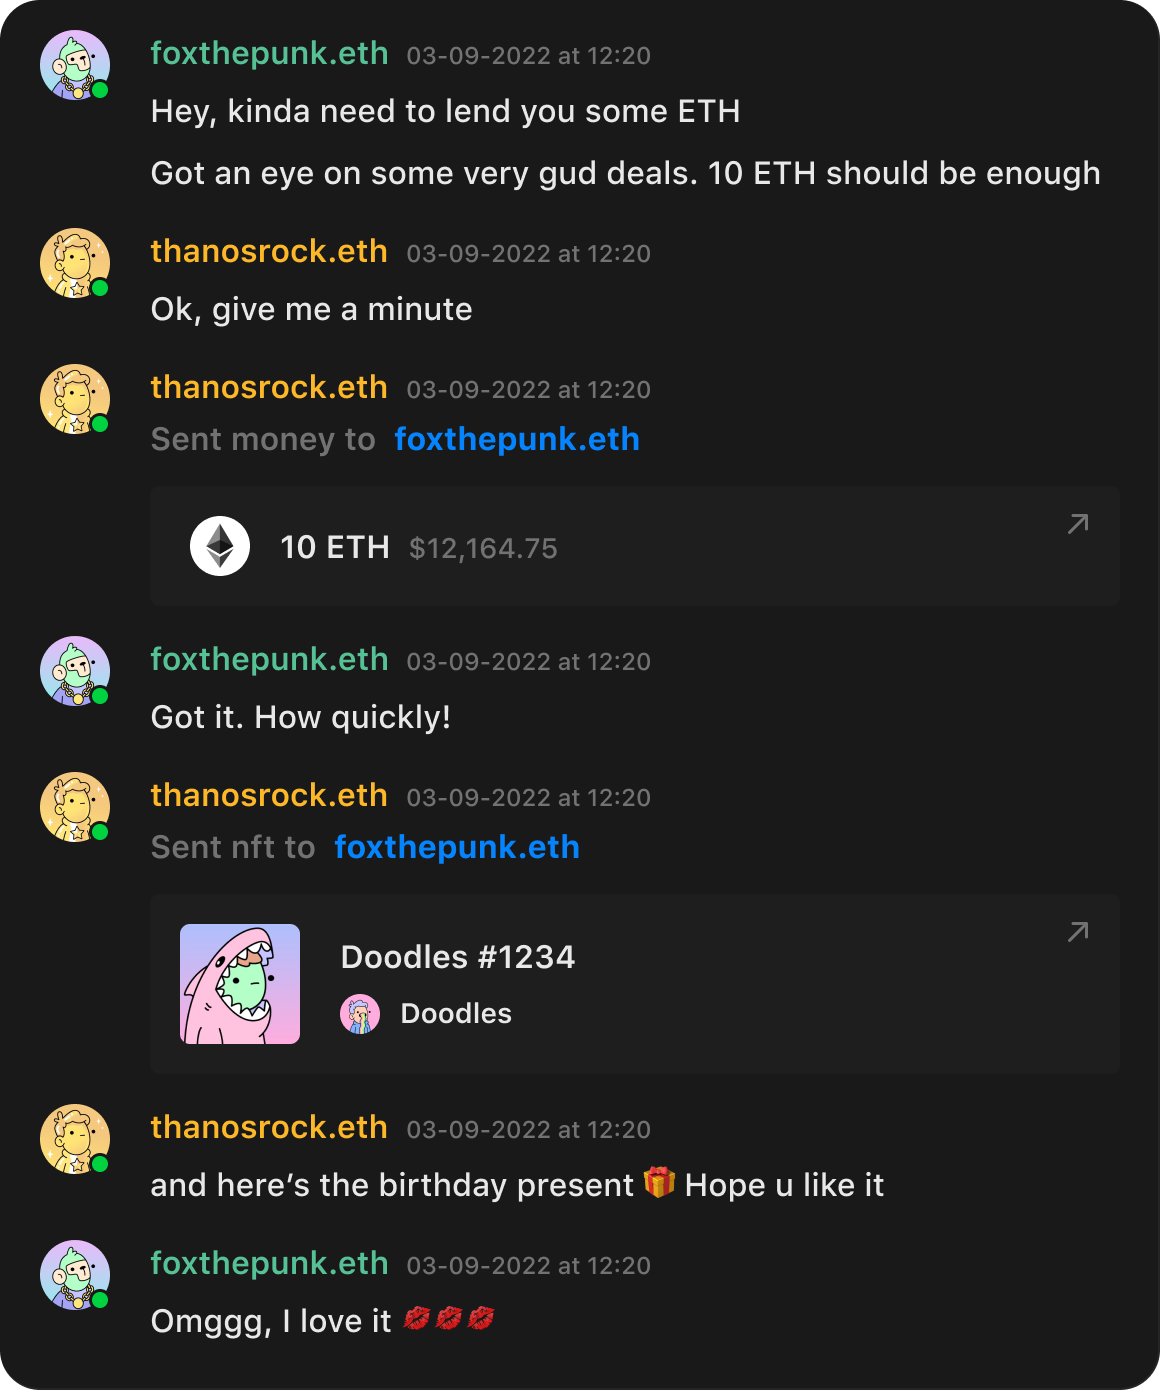 foxthepunk.eth 03-09-2022 at 12:20
Hey, kinda need to lend you some ETH
Got an eye on some very gud deals. 10 ETH should be enough
thanosrock.eth 03-09-2022 at 12:20
Ok, give me a minute
thanosrock.eth 03-09-2022 at 12:20
Sent money to foxthepunk.eth
10 ETH $12,164.75
foxthepunk.eth 03-09-2022 at 12:20
Got it. How quickly!
thanosrock.eth 03-09-2022 at 12:20
Sent nft to foxthepunk.eth
Doodles #1234
Doodles
thanosrock.eth 03-09-2022 at 12:20
and here’s the birthday present 🎁 Hope u like it
foxthepunk.eth 03-09-2022 at 12:20
Omggg, I love it 💋💋💋